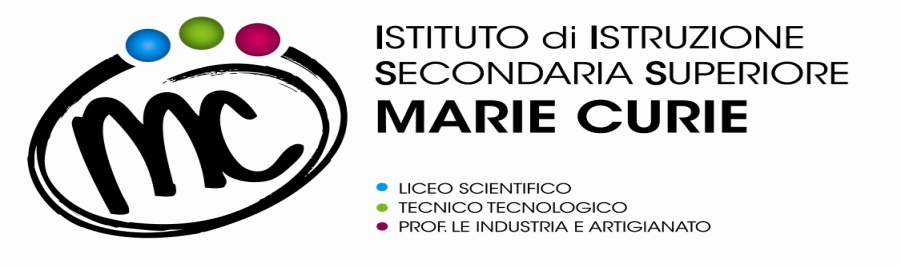 mc
ISTITUTO di ISTRUZIONE
SECONDARIA SUPERIORE
MARIE CURIE
LICEO SCIENTIFICO
TECNICO TECNOLOGICO
PROF. LE INDUSTRIA E ARTIGIANATO